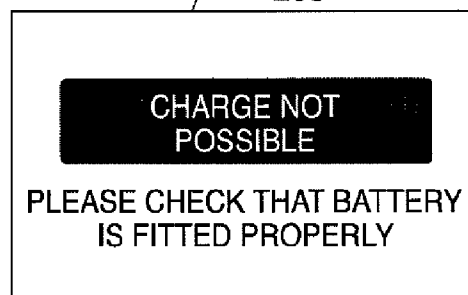 CHARGE NOT
POSSIBLE
PLEASE CHECK THAT BATTERY
IS FITTED PROPERLY